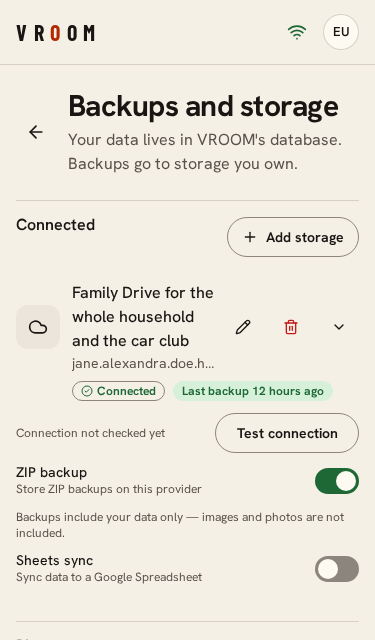 VROOM
EU
Backups and storage
Your data lives in VROOM's database.
Backups go to storage you own.
Connected
Add storage
Family Drive for the
whole household
and the car club
jane.alexandra.doe.h...
Connected
Last backup 12 hours ago
Connection not checked yet
Test connection
ZIP backup
Store ZIP backups on this provider
Backups include your data only — images and photos are not
included.
Sheets sync
Sync data to a Google Spreadsheet